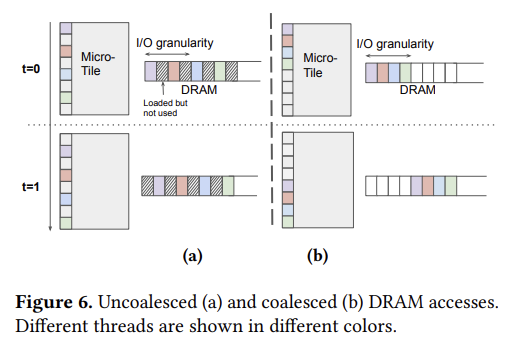 t=0
Micro-
Tile
I/O granularity
DRAM
Loaded but
not used
Micro-
Tile
I/O granularity
DRAM
t=1
(a)
(b)
Figure 6. Uncoalesced (a) and coalesced (b) DRAM accesses.
Different threads are shown in different colors.